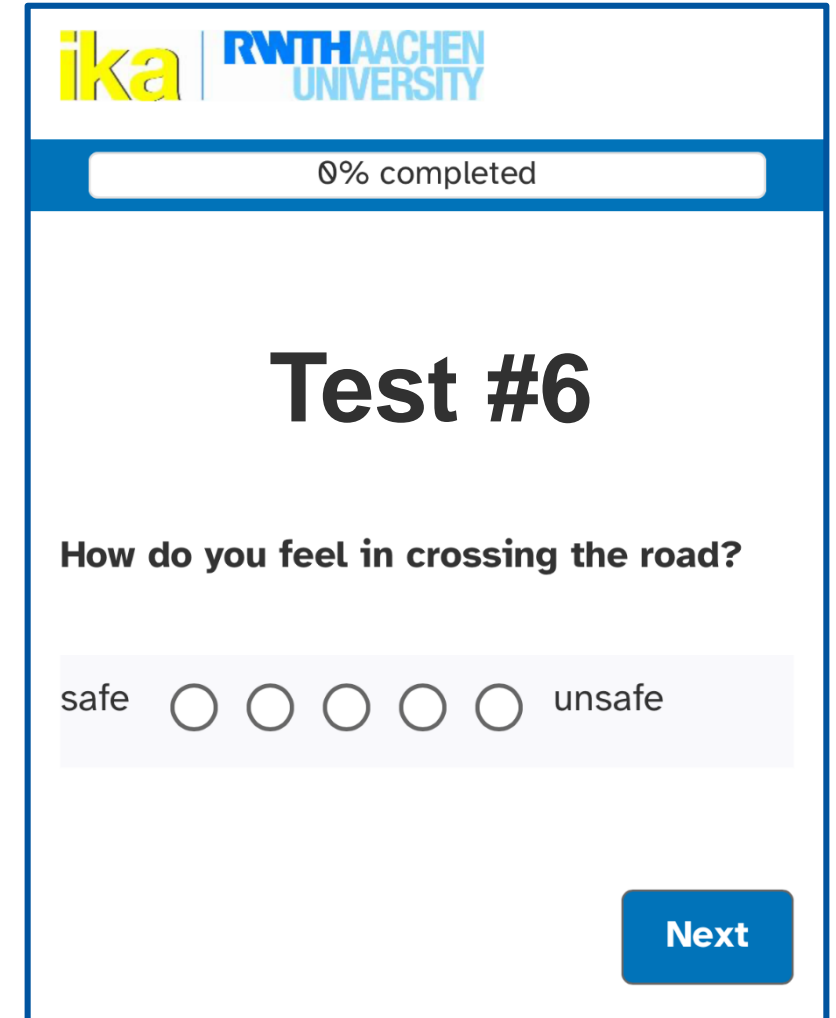 ika RWTHAACHEN
UNIVERSITY
0% completed
Test #6
How do you feel in crossing the road?
safe unsafe
Next